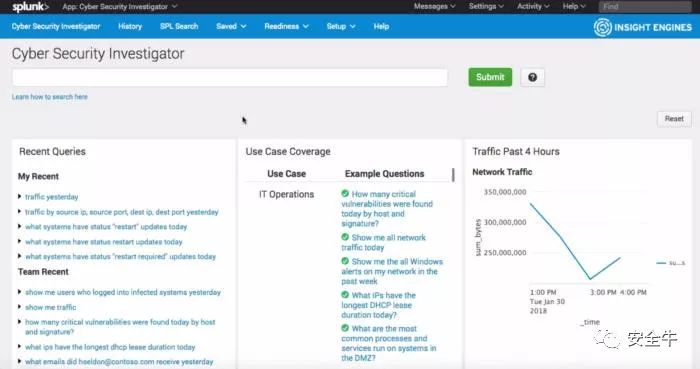 splunk> App: Cyber Security Investigator Messages Settings Activity Help Find
Cyber Security Investigator History SPL Search Saved Readiness Setup Help INSIGHT ENGINES
Cyber Security Investigator
Submit
Learn how to search here
Reset
Recent Queries
My Recent
traffic yesterday
traffic by source ip, source port, dest ip, dest port yesterday
what systems have status "restart" updates today
what systems have status restart updates today
what systems have status "restart required" updates today
Team Recent
show me users who logged into infected systems yesterday
show me traffic
how many critical vulnerabilities were found today by host and
signature?
what ips have the longest dhcp lease duration today
what emails did hseldon@contoso.com receive yesterday
Use Case Coverage
Use Case Example Questions
IT Operations
How many critical
vulnerabilities were found
today by host and
signature?
Show me all network
traffic today
Show me the all Windows
alerts on my network in the
past week
What iPs have the
longest DHCP lease
duration today?
What are the most
common processes and
services run on systems in
the DMZ?
Traffic Past 4 Hours
Network Traffic
350,000,000
300,000,000
250,000,000
sum_bytes
1:00 PM 3:00 PM 4:00 PM
Tue Jan 30
2018
_time
su...s
安全牛